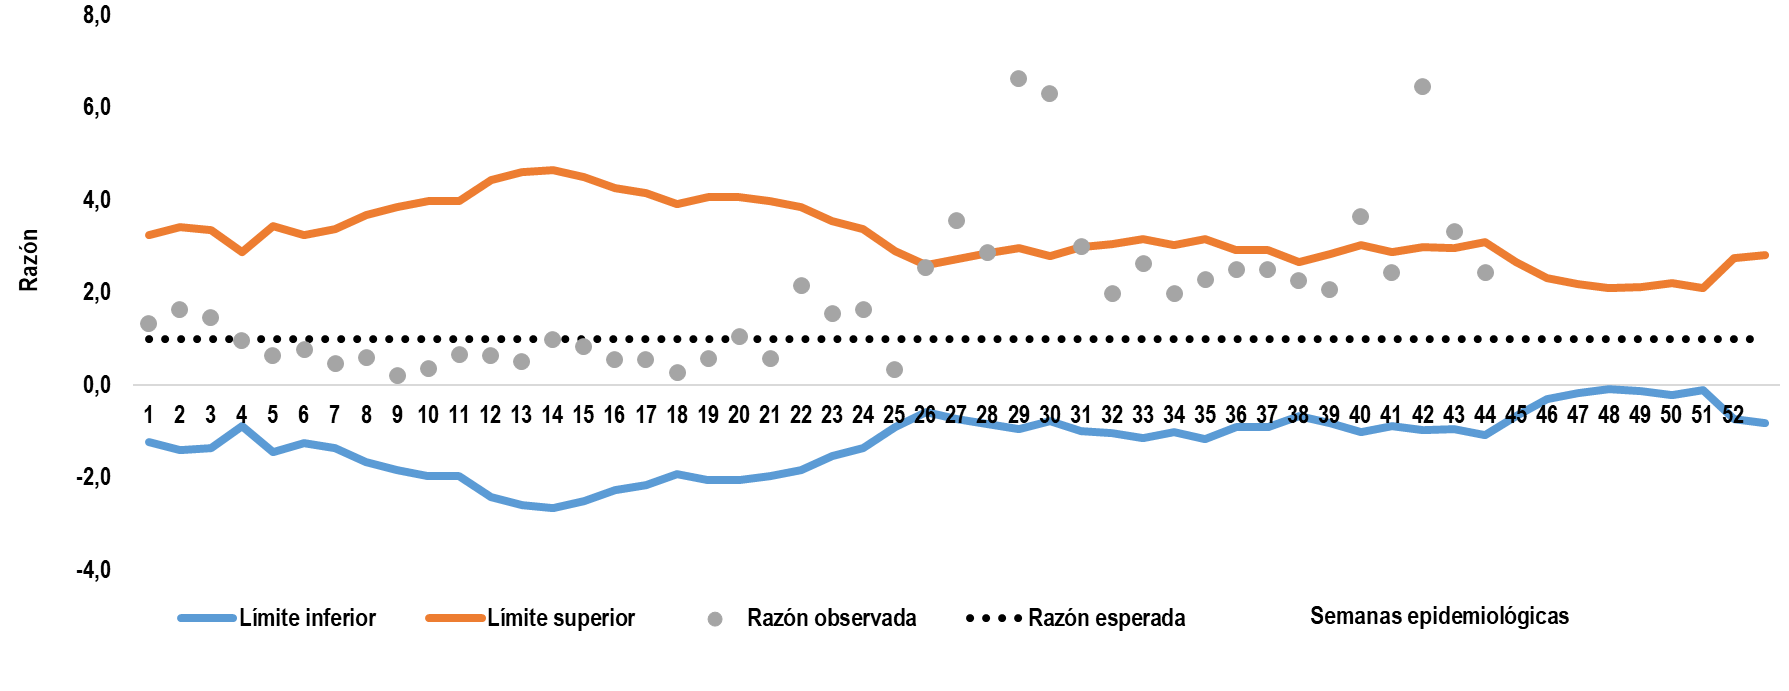 8,0
6,0
4,0
2,0
0,0
-2,0
-4,0
Razón
1 2 3 4 5 6 7 8 9 10 11 12 13 14 15 16 17 18 19 20 21 22 23 24 25 26 27 28 29 30 31 32 33 34 35 36 37 38 39 40 41 42 43 44 45 46 47 48 49 50 51 52
Límite inferior Límite superior Razón observada Razón esperada Semanas epidemiológicas